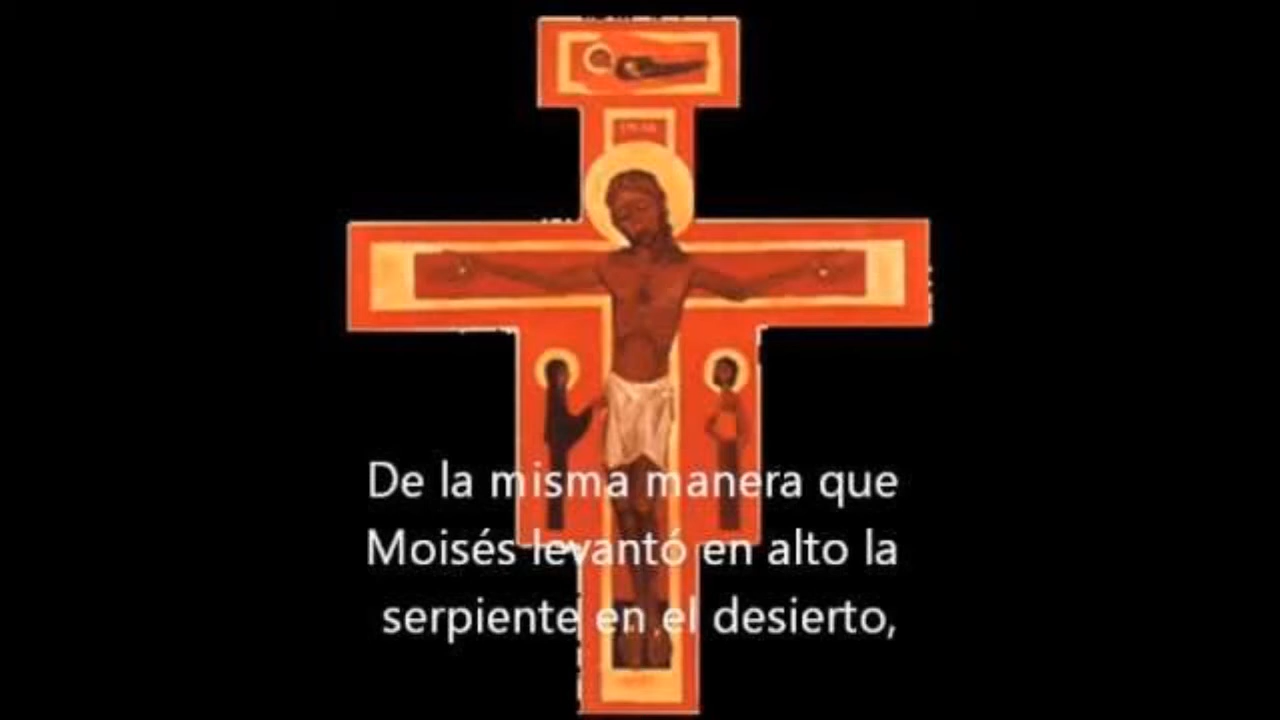 De la misma manera que
Moisés levantó en alto la
serpiente en el desierto,